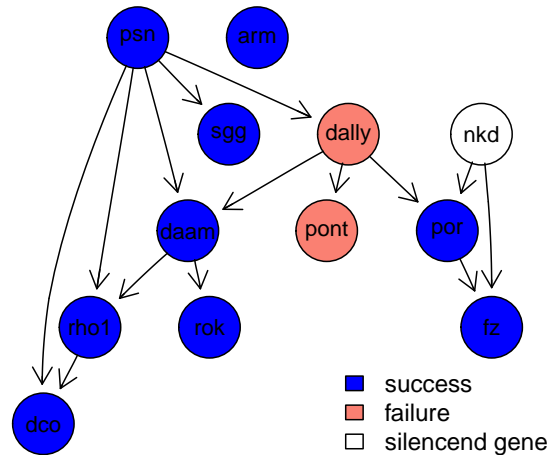 psn
arm
sgg
dally
nkd
daam
pont
por
rho1
rok
fz
dco
success
failure
silencend gene